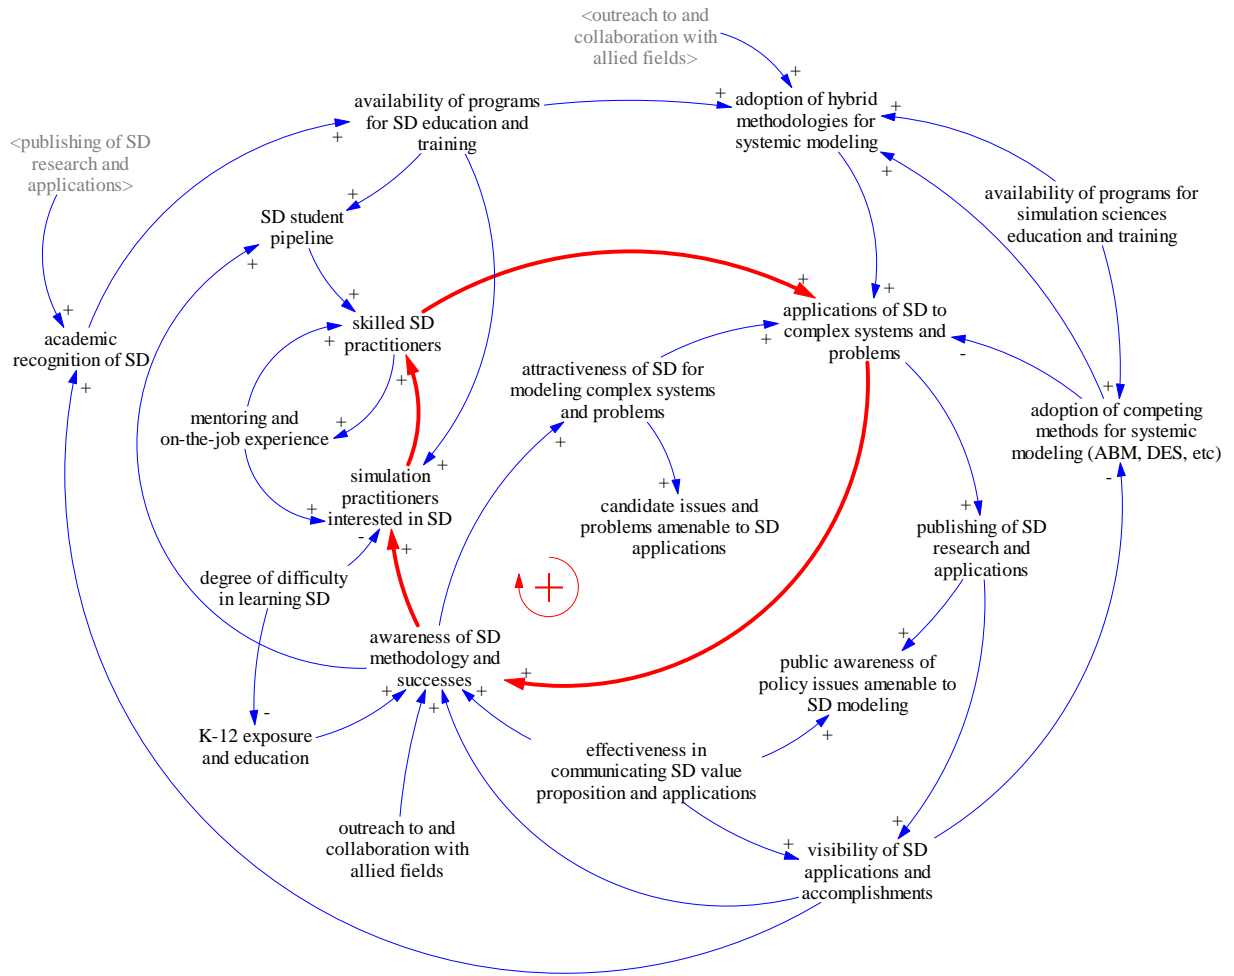 <outreach to and
collaboration with
allied fields>
availability of programs
for SD education and
training
adoption of hybrid
methodologies for
systemic modeling
<publishing of SD
research and
applications>
availability of programs for
simulation sciences
education and training
SD student
pipeline
academic
recognition of SD
skilled SD
practitioners
applications of SD to
complex systems and
problems
attractiveness of SD for
modeling complex systems
and problems
mentoring and
on-the-job experience
adoption of competing
methods for systemic
modeling (ABM, DES, etc)
simulation
practitioners
interested in SD
candidate issues and
problems amenable to SD
applications
publishing of SD
research and
applications
degree of difficulty
in learning SD
awareness of SD
methodology and
successes
public awareness of
policy issues amenable to
SD modeling
K-12 exposure
and education
effectiveness in
communicating SD value
proposition and applications
outreach to and
collaboration with
allied fields
visibility of SD
applications and
accomplishments